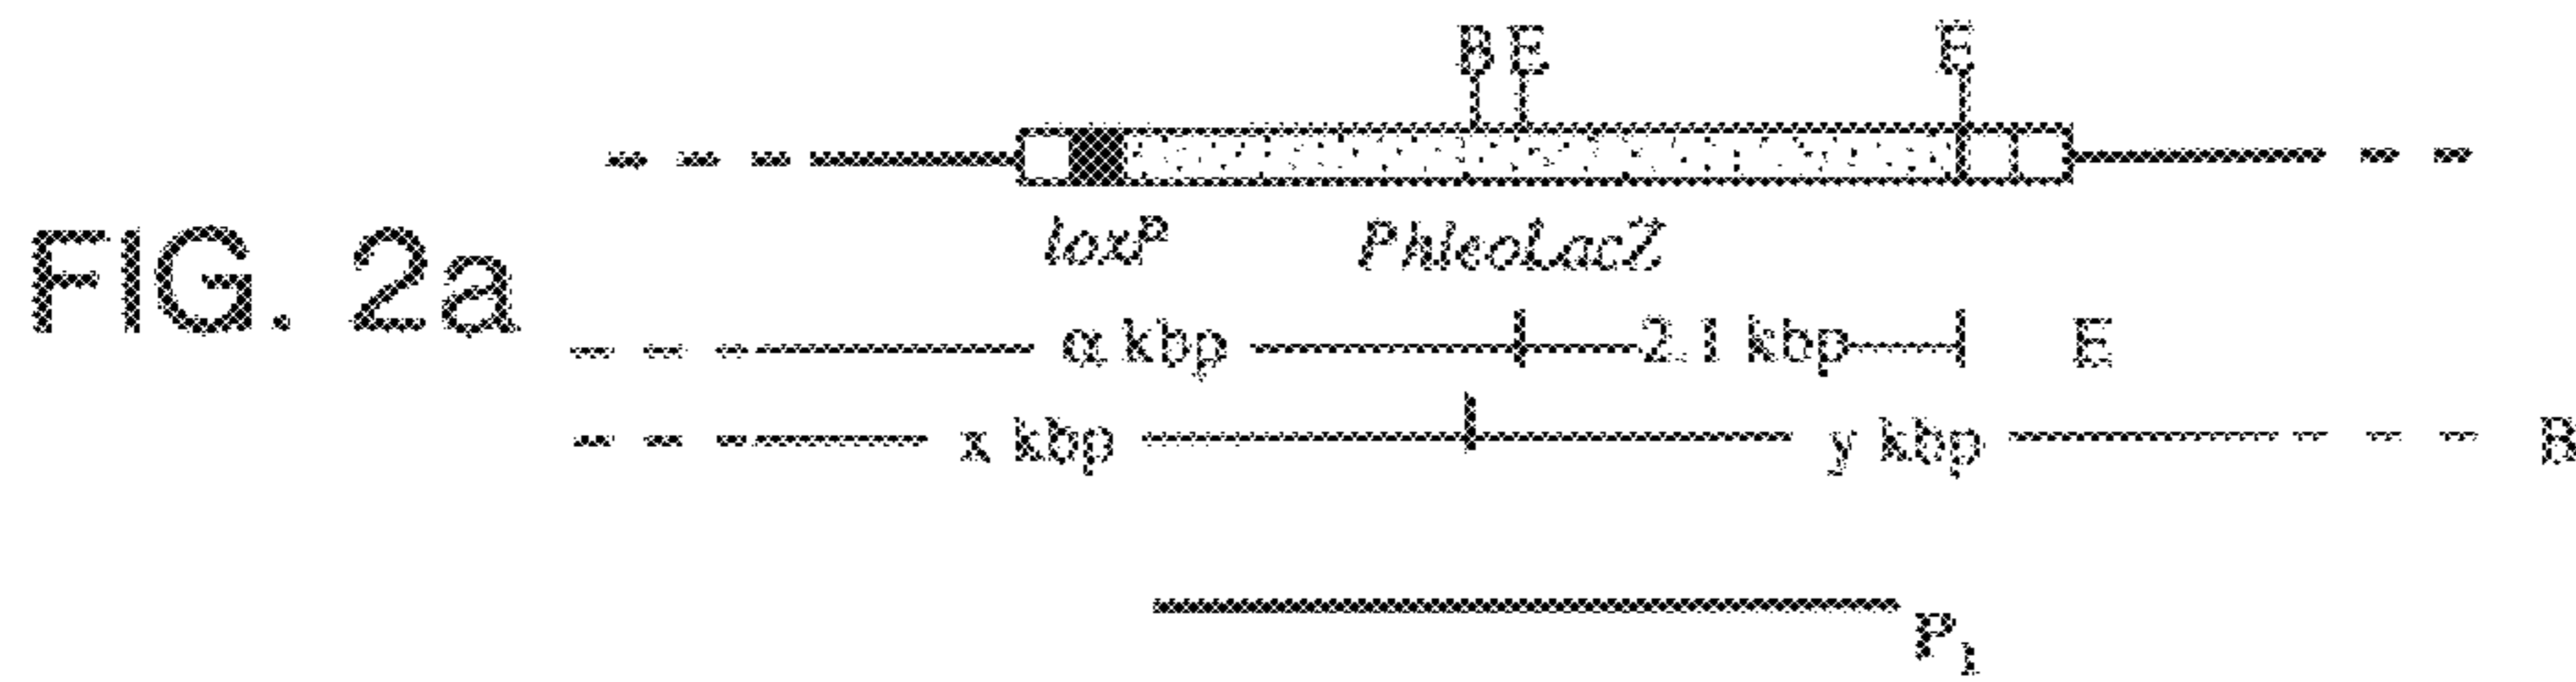 B E E
loxP PhleoLacZ
FIG. 2a
α kbp 2.1 kbp E
x kbp y kbp B
P1